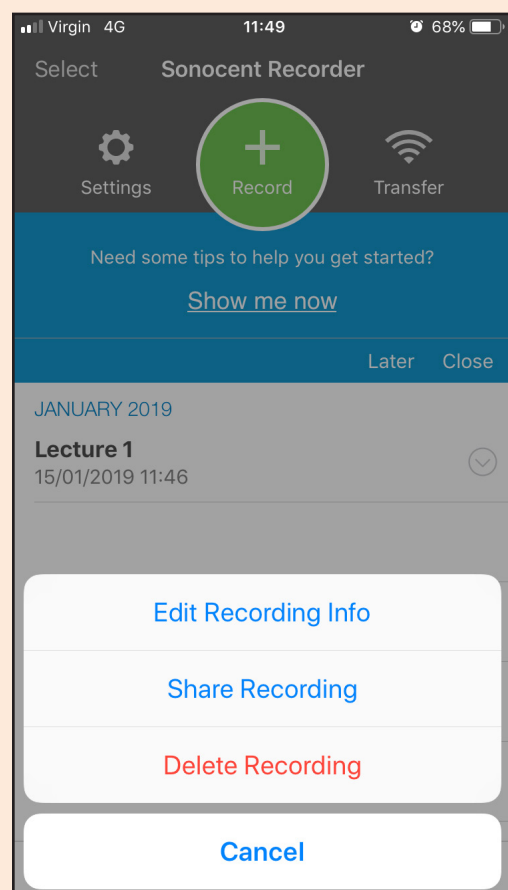 Virgin 4G 11:49 68%
Select Sonocent Recorder
Settings Record Transfer
Need some tips to help you get started?
Show me now
Later Close
JANUARY 2019
Lecture 1
15/01/2019 11:46
Edit Recording Info
Share Recording
Delete Recording
Cancel